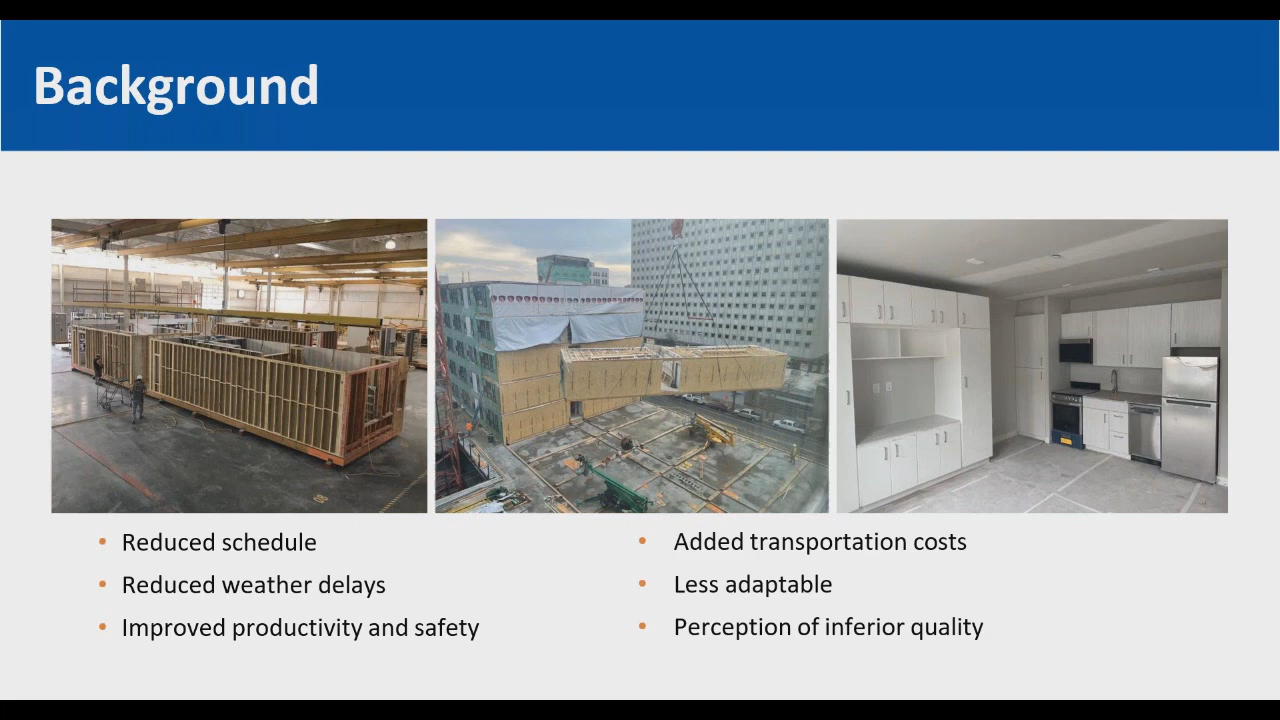 Background
Reduced schedule
Reduced weather delays
Improved productivity and safety
Added transportation costs
Less adaptable
Perception of inferior quality